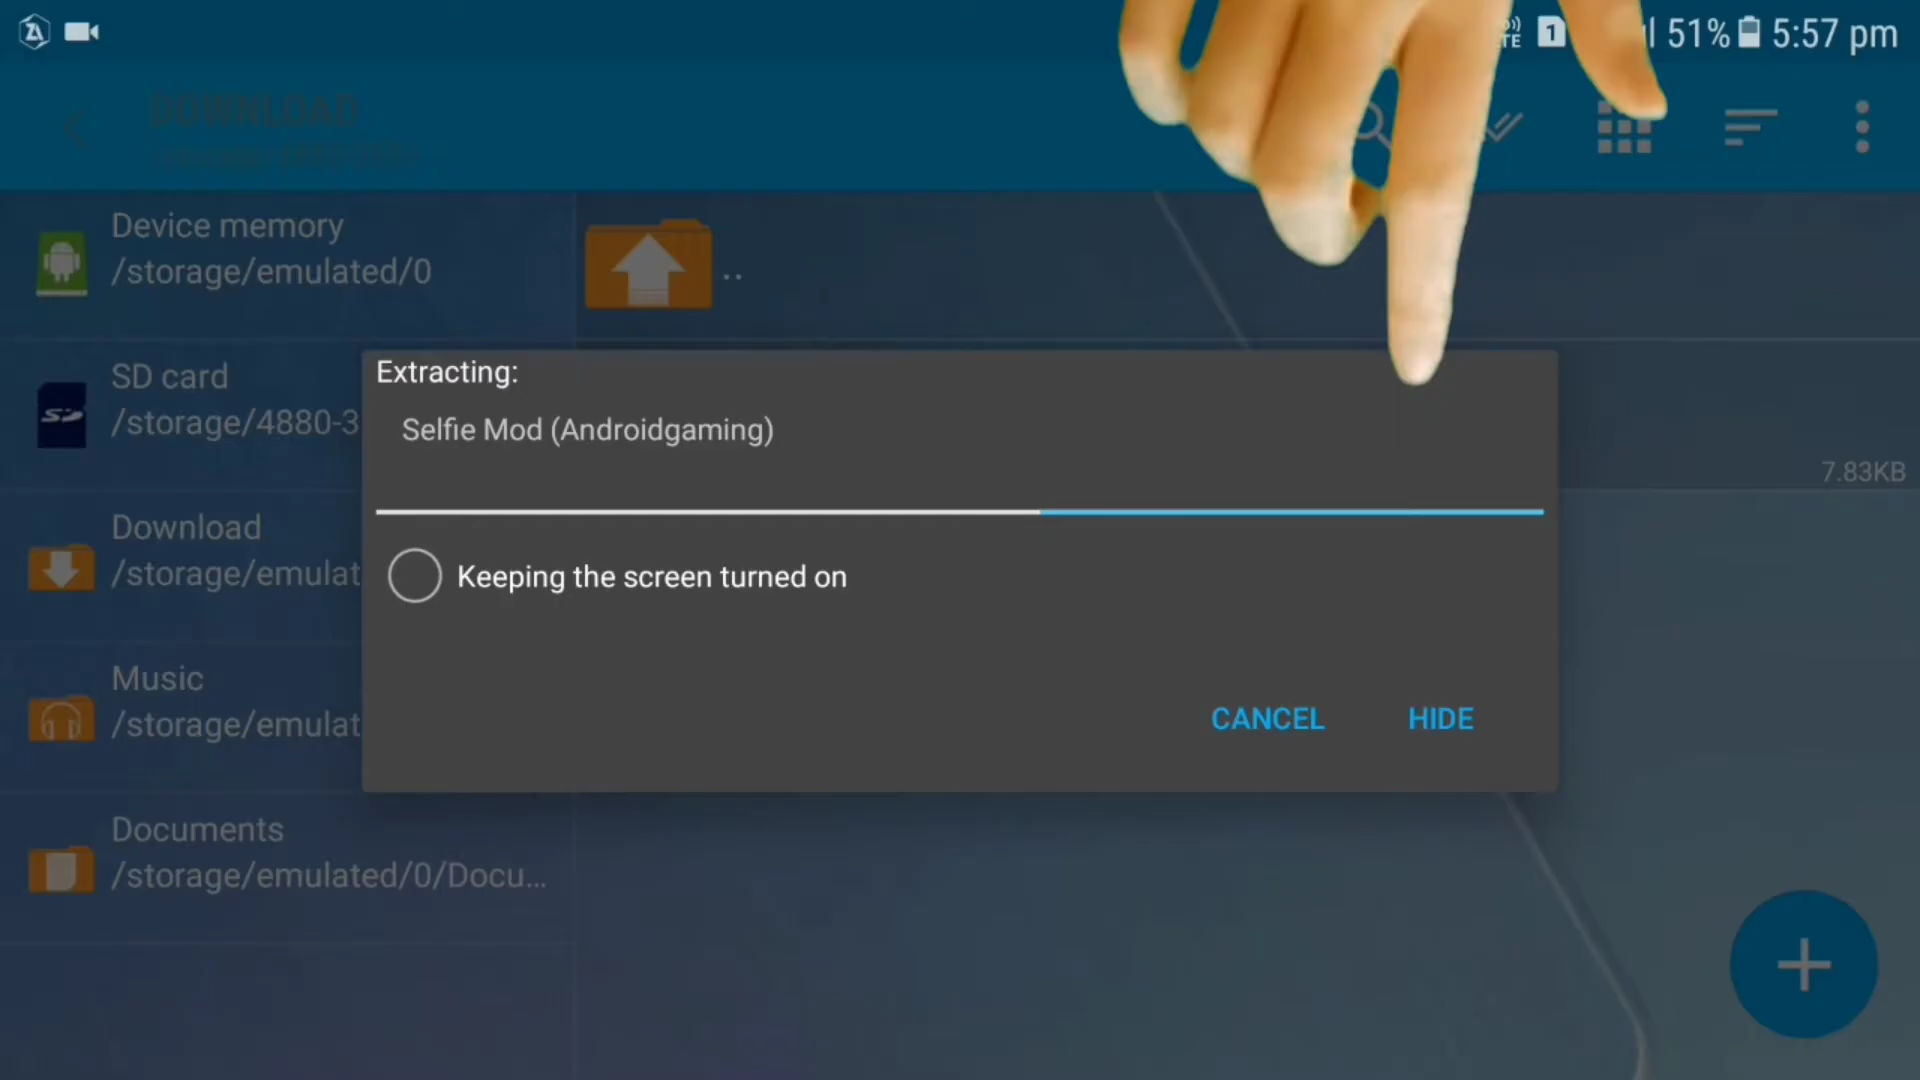 51% 5:57 pm
1
DOWNLOAD
Device memory
/storage/emulated/0
..
SD card
/storage/4880-3
Extracting:
Selfie Mod (Androidgaming)
7.83KB
Download
/storage/emulat
Keeping the screen turned on
Music
/storage/emulat
CANCEL HIDE
Documents
/storage/emulated/0/Docu...